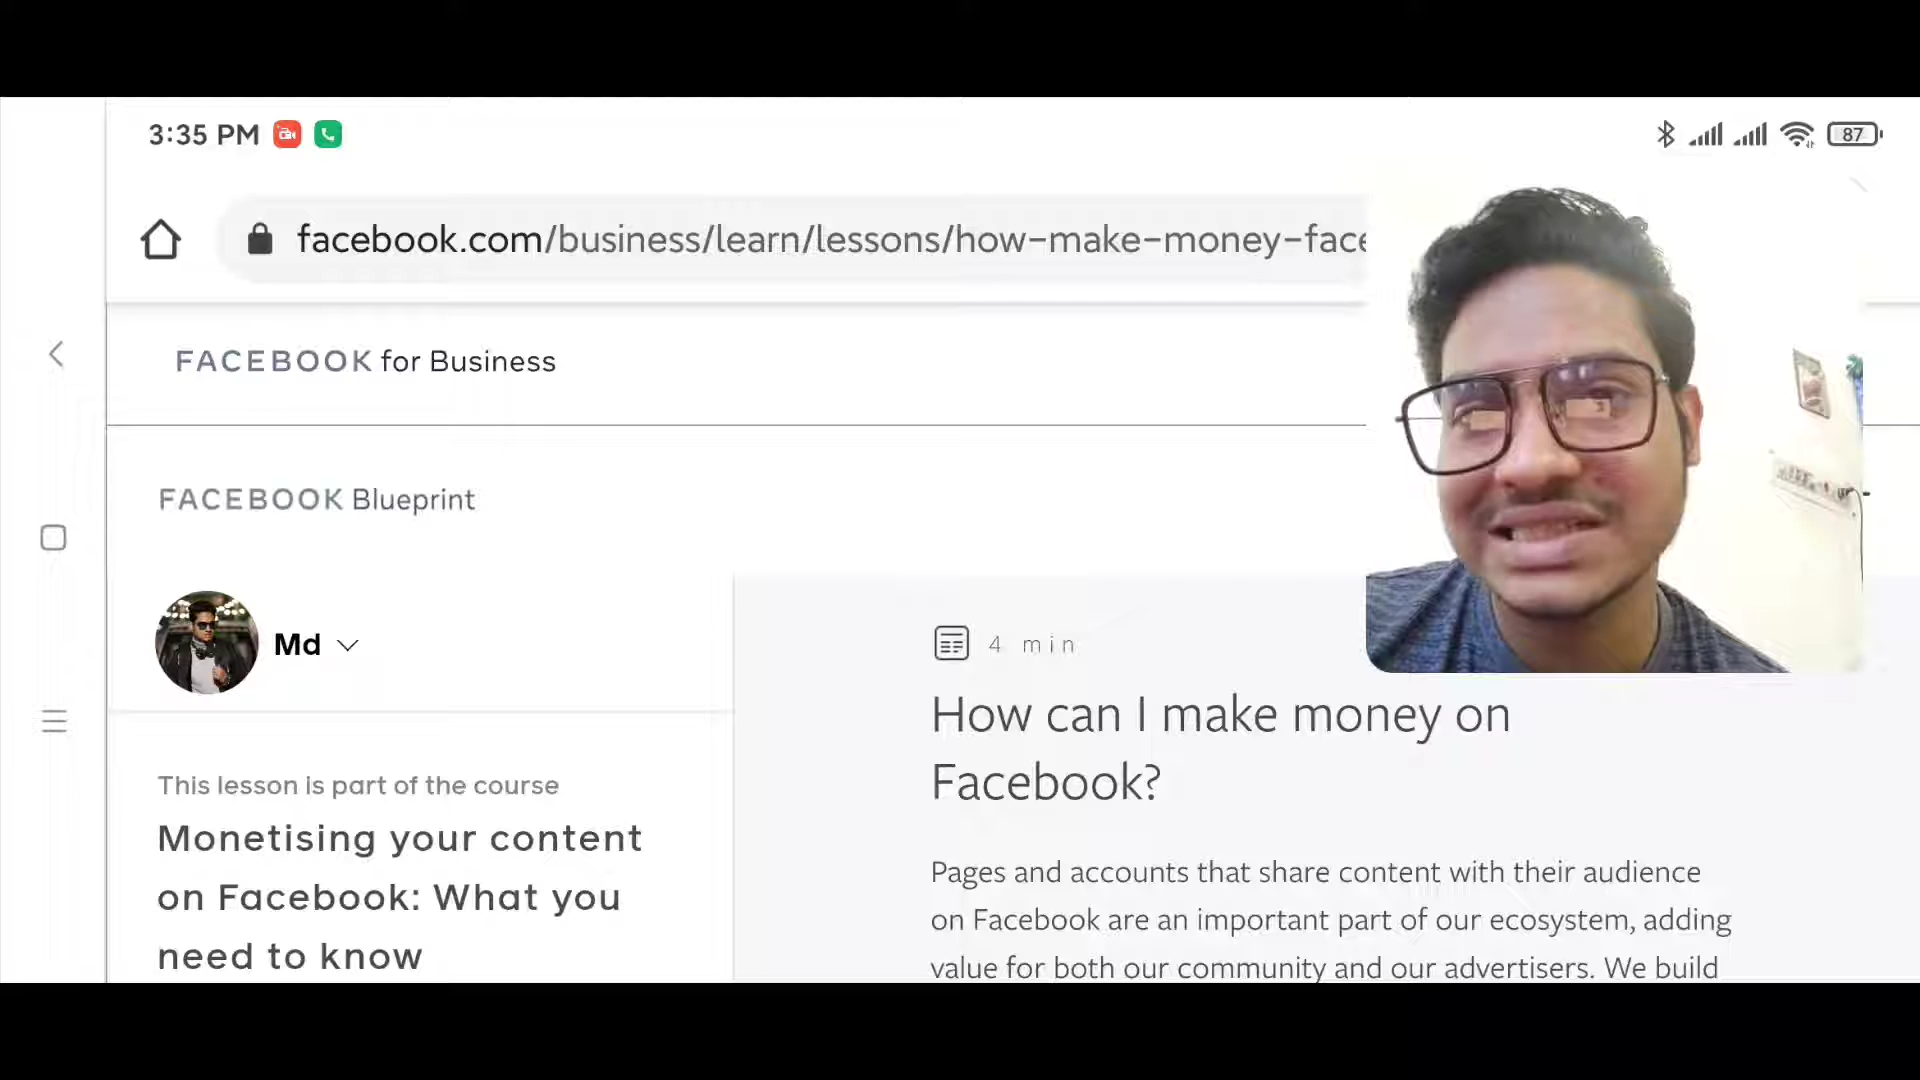 3:35 PM
87
facebook.com/business/learn/lessons/how-make-money-face
FACEBOOK for Business
FACEBOOK Blueprint
Md
4 min
How can I make money on
Facebook?
This lesson is part of the course
Monetising your content
on Facebook: What you
need to know
Pages and accounts that share content with their audience
on Facebook are an important part of our ecosystem, adding
value for both our community and our advertisers. We build